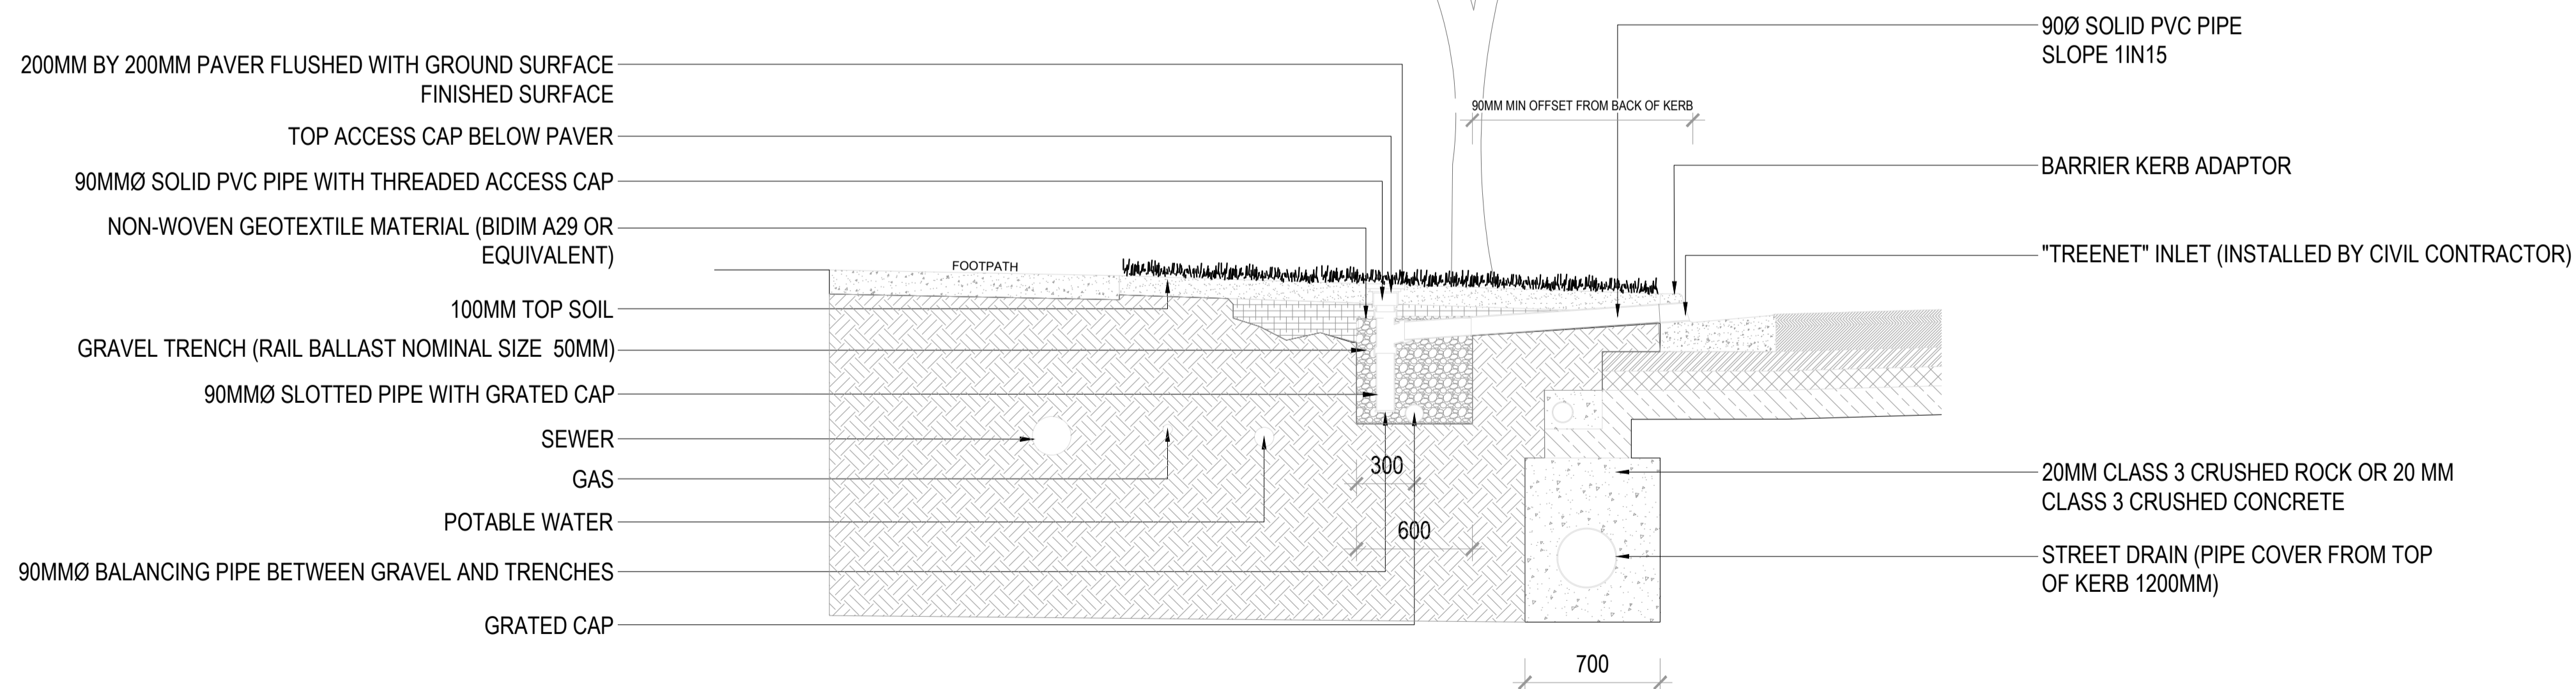 200MM BY 200MM PAVER FLUSHED WITH GROUND SURFACE
FINISHED SURFACE
TOP ACCESS CAP BELOW PAVER
90MMØ SOLID PVC PIPE WITH THREADED ACCESS CAP
NON-WOVEN GEOTEXTILE MATERIAL (BIDIM A29 OR
EQUIVALENT)
100MM TOP SOIL
GRAVEL TRENCH (RAIL BALLAST NOMINAL SIZE 50MM)
90MMØ SLOTTED PIPE WITH GRATED CAP
SEWER
GAS
POTABLE WATER
90MMØ BALANCING PIPE BETWEEN GRAVEL AND TRENCHES
GRATED CAP
FOOTPATH
90MM MIN OFFSET FROM BACK OF KERB
300
600
700
90Ø SOLID PVC PIPE
SLOPE 1IN15
BARRIER KERB ADAPTOR
"TREENET" INLET (INSTALLED BY CIVIL CONTRACTOR)
20MM CLASS 3 CRUSHED ROCK OR 20 MM
CLASS 3 CRUSHED CONCRETE
STREET DRAIN (PIPE COVER FROM TOP
OF KERB 1200MM)